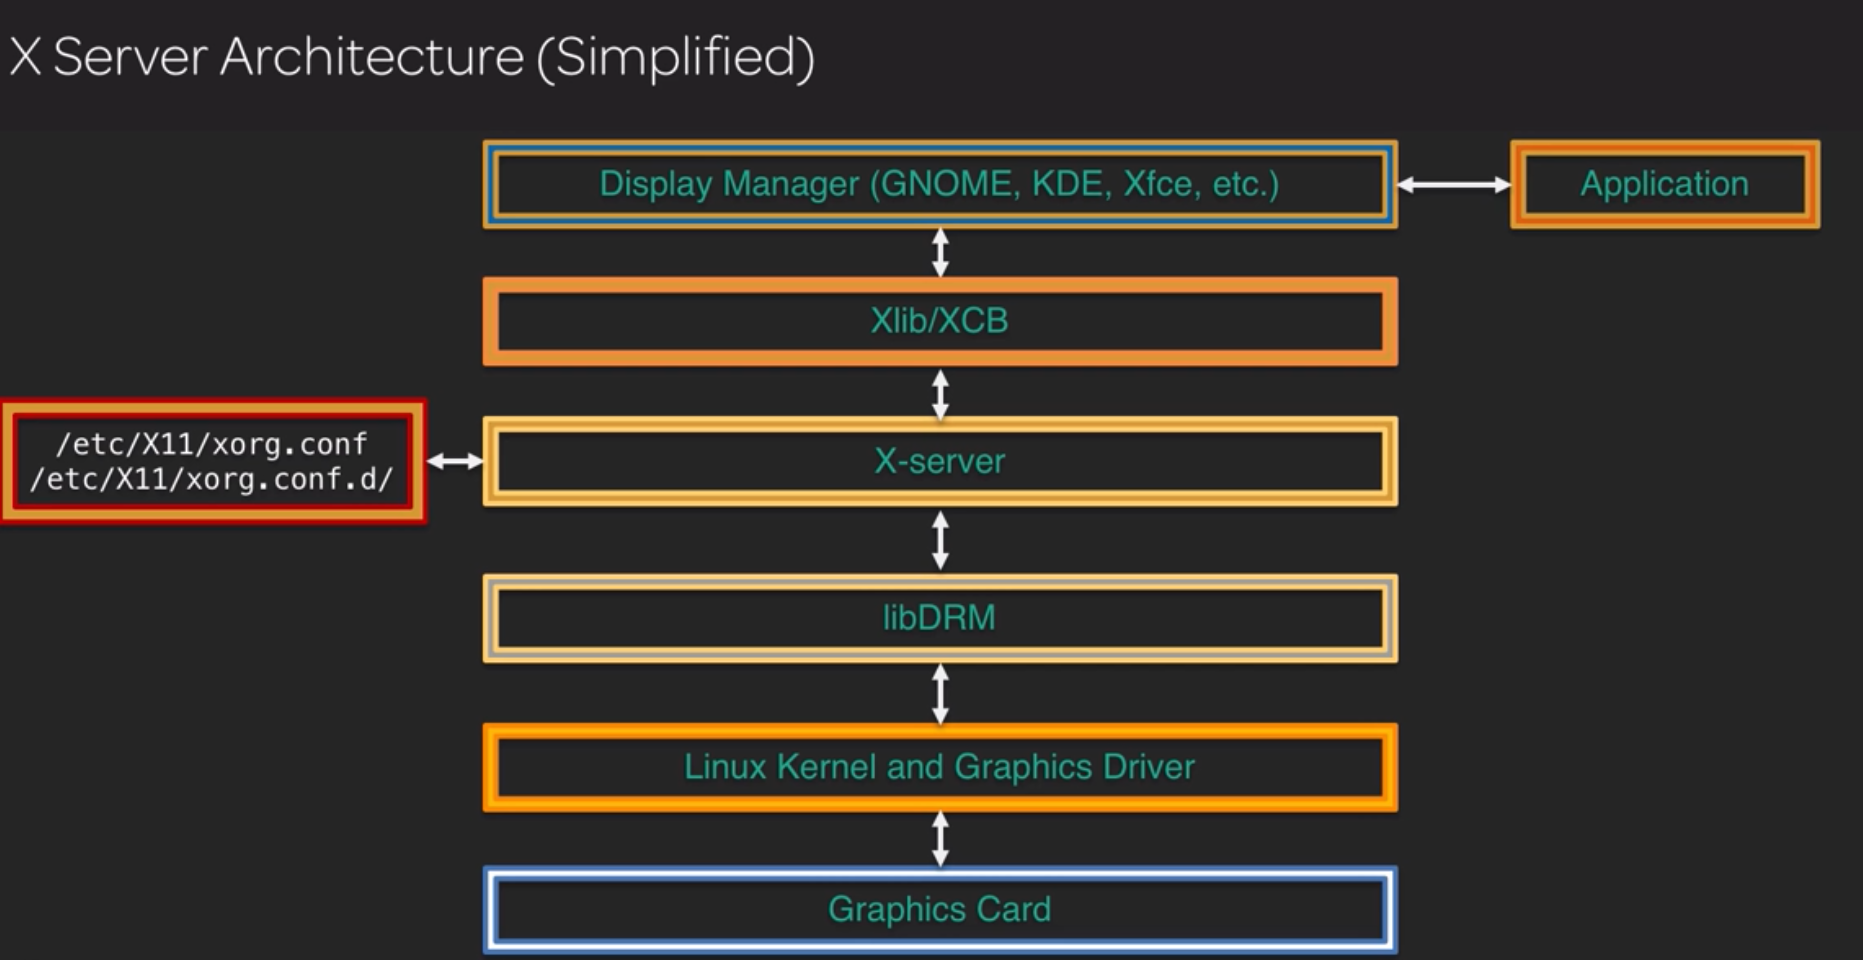 X Server Architecture (Simplified)
Display Manager (GNOME, KDE, Xfce, etc.)
Application
Xlib/XCB
/etc/X11/xorg.conf
/etc/X11/xorg.conf.d/
X-server
libDRM
Linux Kernel and Graphics Driver
Graphics Card